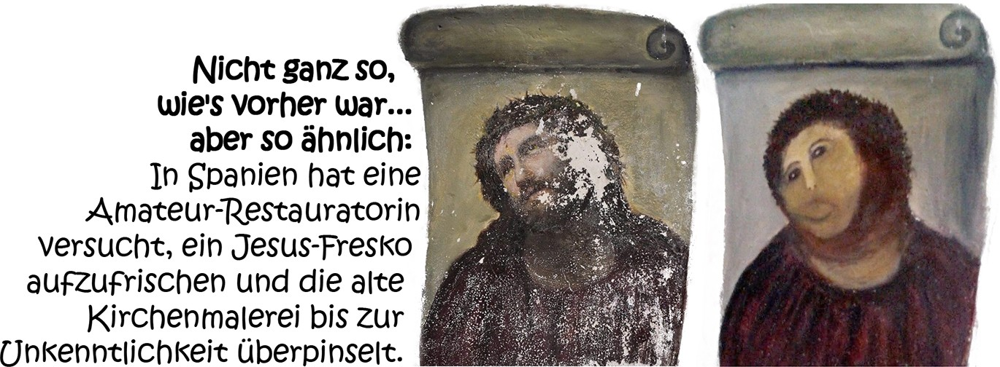 Nicht ganz so,
wie's vorher war...
aber so ähnlich:
In Spanien hat eine
Amateur-Restauratorin
versucht, ein Jesus-Fresko
aufzufrischen und die alte
Kirchenmalerei bis zur
Unkenntlichkeit überpinselt.